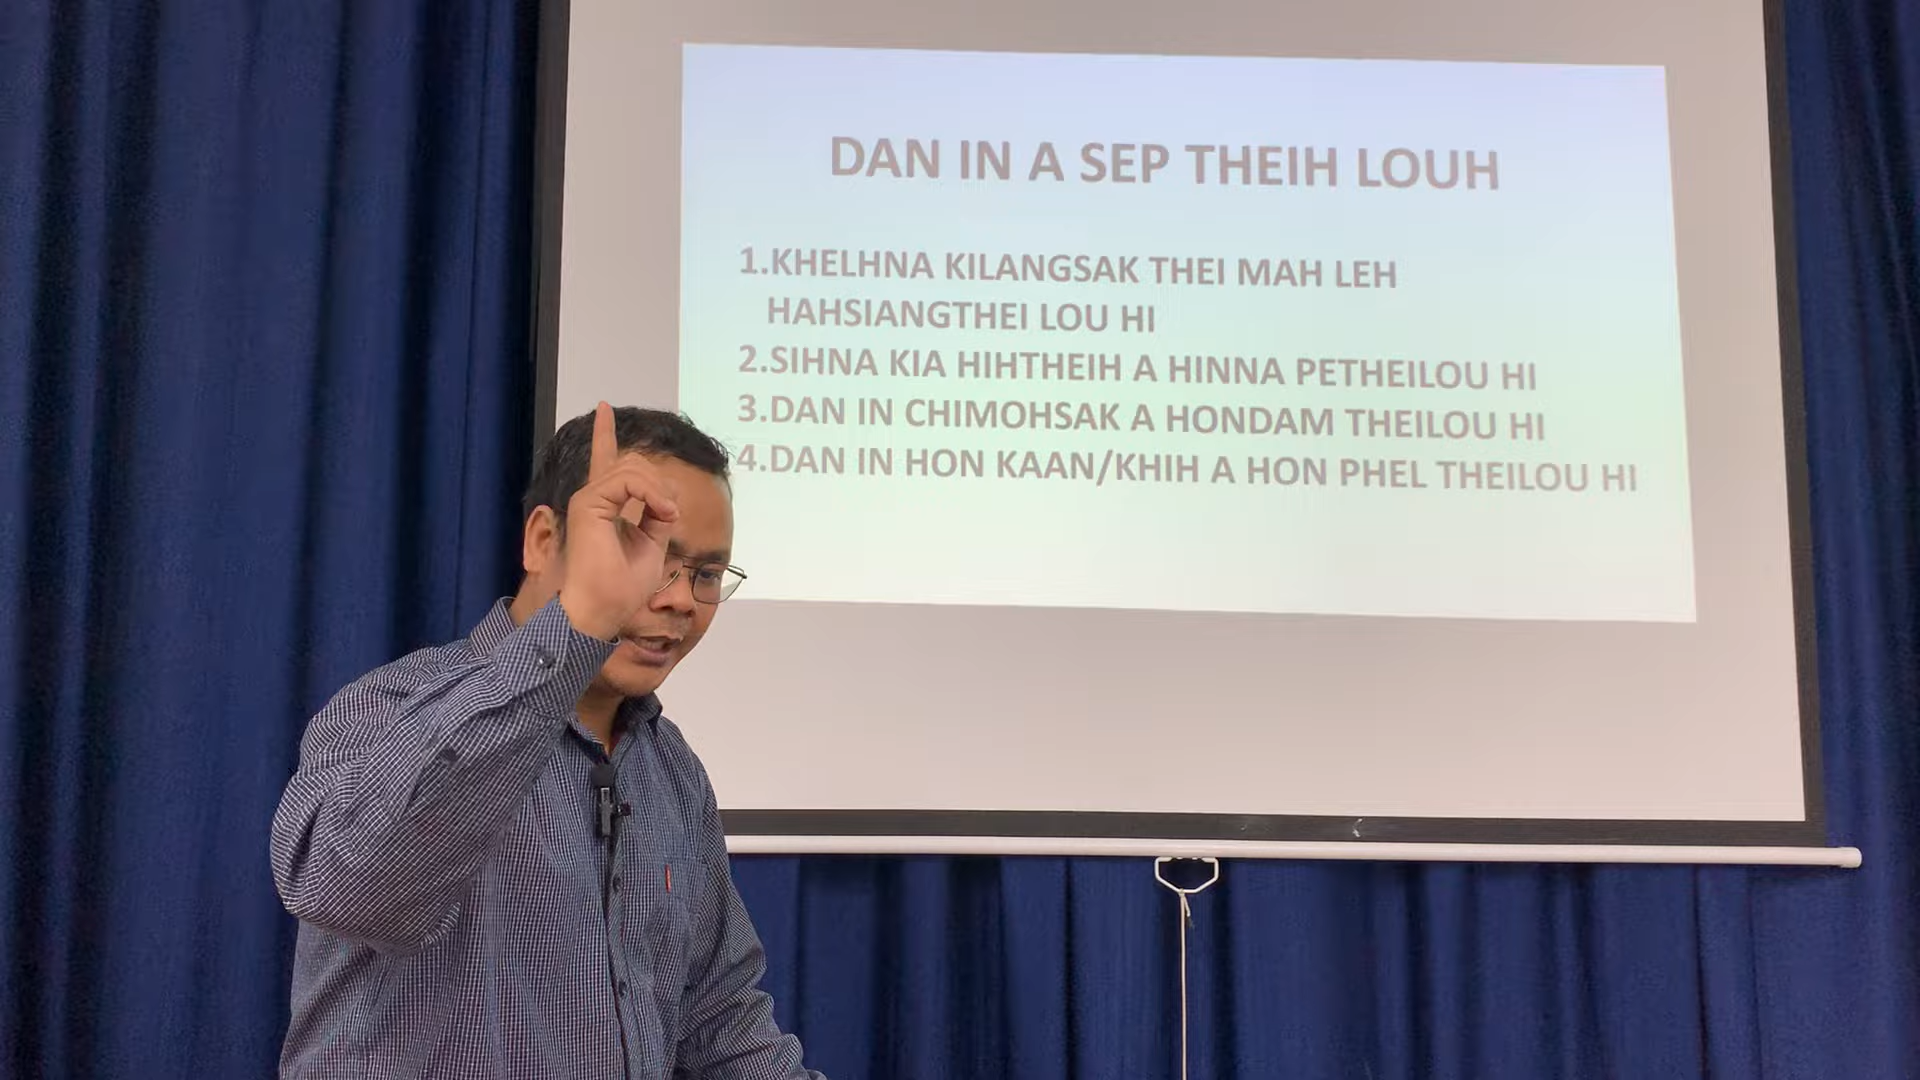 DAN IN A SEP THEIH LOUH
1.KHELHNA KILANGSAK THEI MAH LEH
HAHSIANGTHEI LOU HI
2.SIHNA KIA HIHTHEIH A HINNA PETHEILOU HI
3.DAN IN CHIMOHSAK A HONDAM THEILOU HI
4.DAN IN HON KAAN/KHIH A HON PHEL THEILOU HI